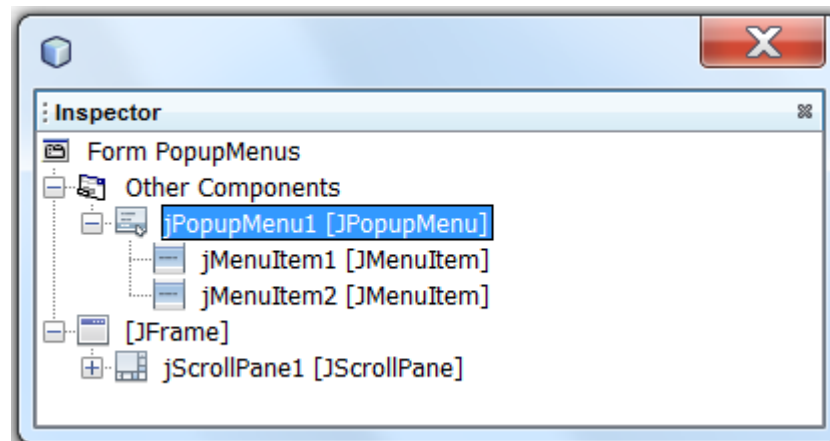 Inspector
Form PopupMenus
Other Components
jPopupMenu1 [JPopupMenu]
jMenuItem1 [JMenuItem]
jMenuItem2 [JMenuItem]
[JFrame]
jScrollPane1 [JScrollPane]